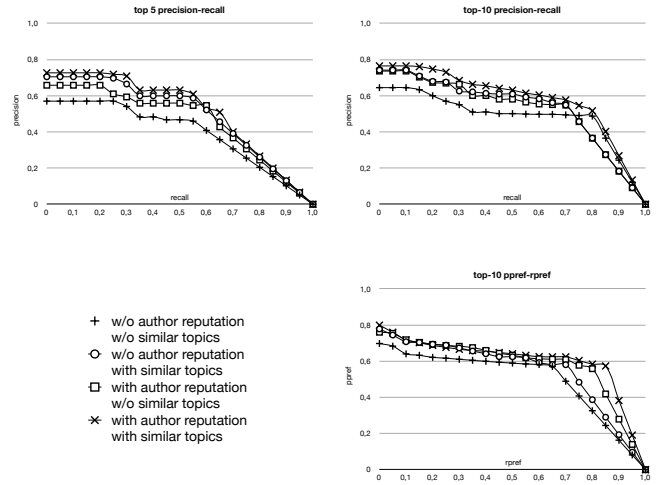 top 5 precision-recall
1,0
0,8
0,6
0,4
0,2
0
precision
recall
0 0,1 0,2 0,3 0,4 0,5 0,6 0,7 0,8 0,9 1,0
top-10 precision-recall
1,0
0,8
0,6
0,4
0,2
0
precision
recall
0 0,1 0,2 0,3 0,4 0,5 0,6 0,7 0,8 0,9 1,0
w/o author reputation
w/o similar topics
w/o author reputation
with similar topics
with author reputation
w/o similar topics
with author reputation
with similar topics
top-10 ppref-rpref
1,0
0,8
0,6
0,4
0,2
0
ppref
rpref
0 0,1 0,2 0,3 0,4 0,5 0,6 0,7 0,8 0,9 1,0